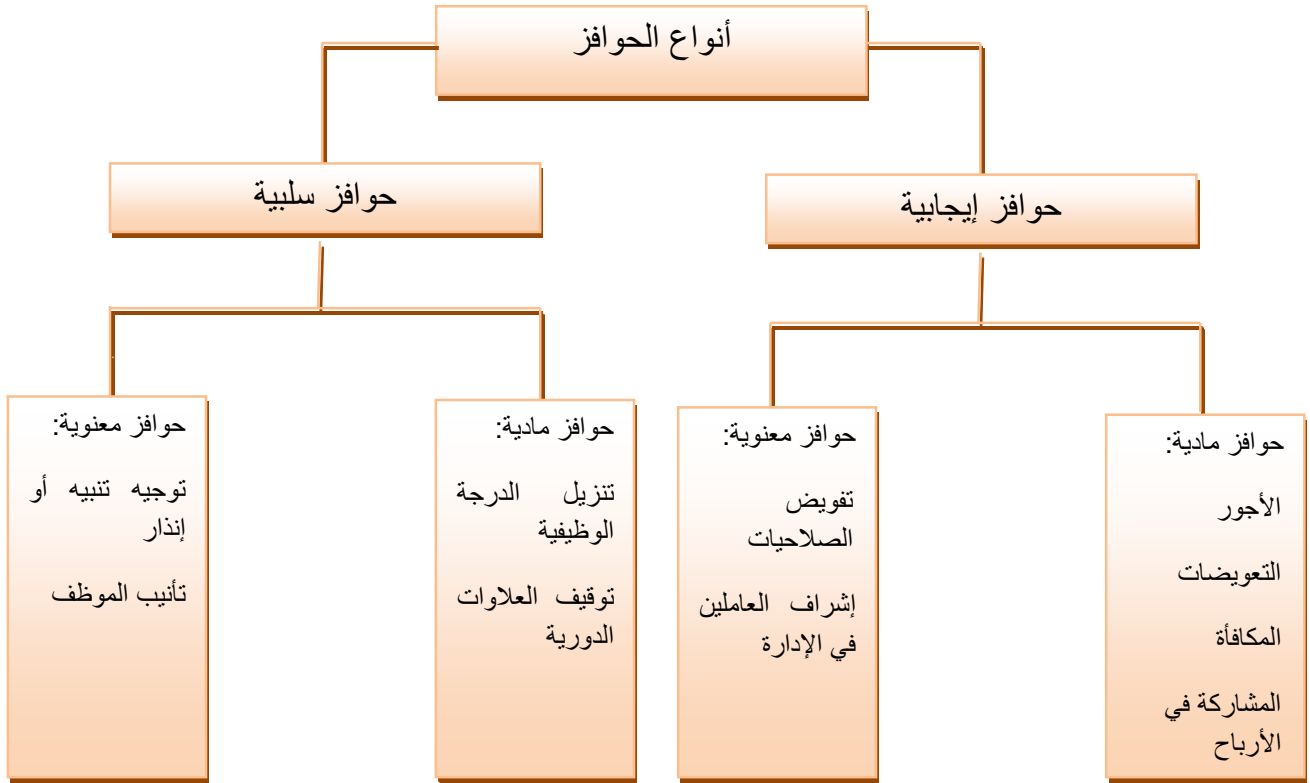 أنواع الحوافز
حوافز إيجابية
حوافز سلبية
حوافز مادية:
الأجور
التعويضات
المكافأة
المشاركة في
الأرباح
حوافز معنوية:
تفويض
الصلاحيات
إشراف العاملين
في الإدارة
حوافز مادية:
تنزيل الدرجة
الوظيفية
توقيف العلاوات
الدورية
حوافز معنوية:
توجيه تنبيه أو
إنذار
تأنيب الموظف